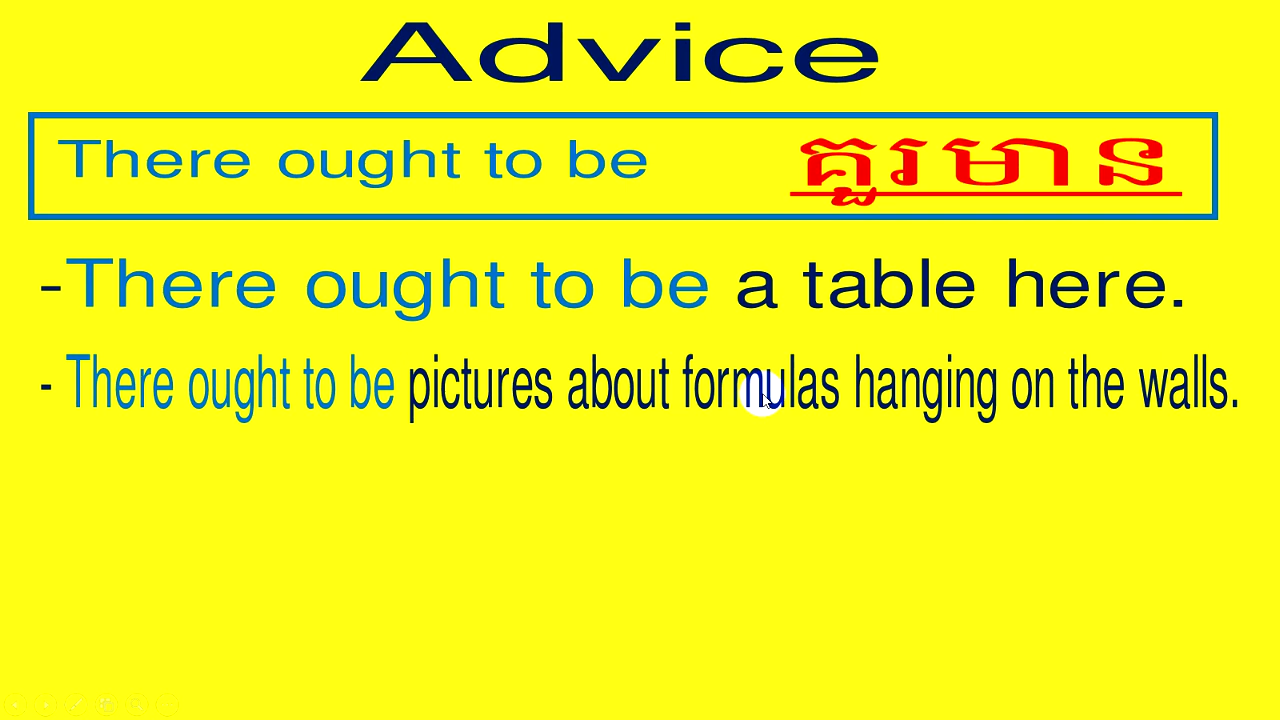 Advice
There ought to be គួរមាន
-There ought to be a table here.
- There ought to be pictures about formulas hanging on the walls.